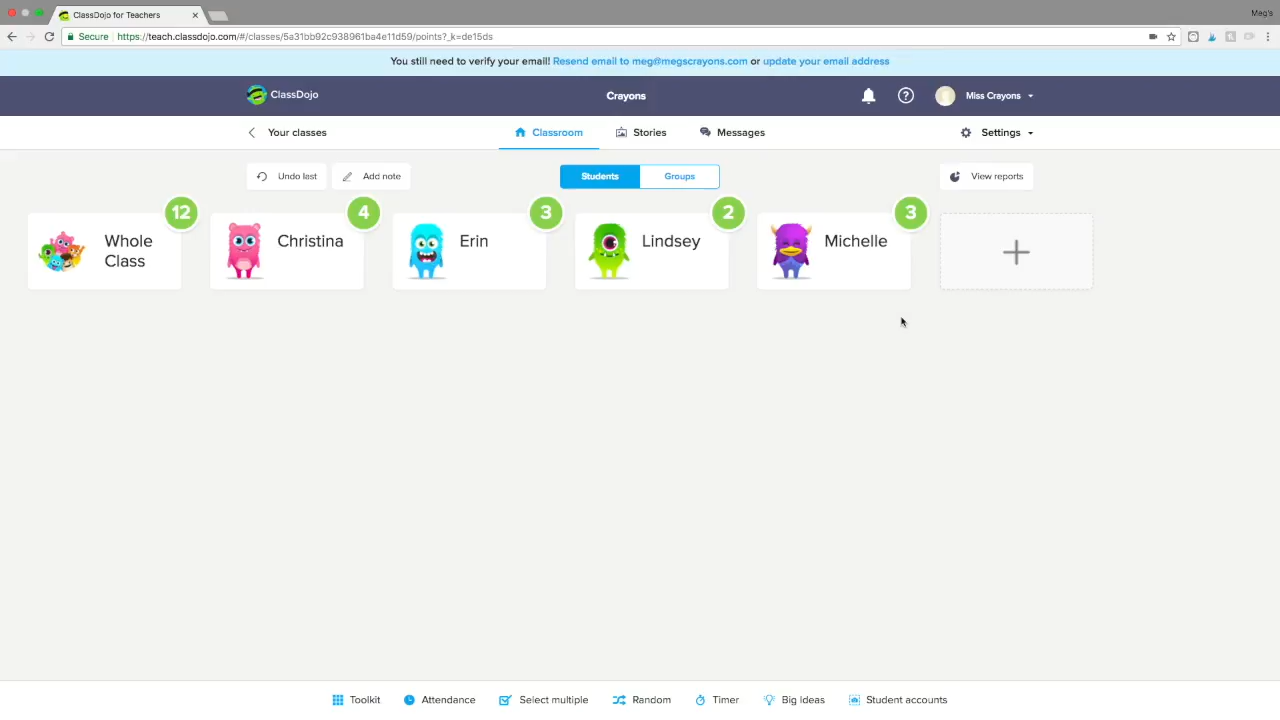 ClassDojo for Teachers
Meg's
Secure https://teach.classdojo.com/#/classes/5a31bb92c938961ba4e11d59/points?_k=de15ds
You still need to verify your email! Resend email to meg@megscrayons.com or update your email address
ClassDojo
Crayons
Miss Crayons
Your classes
Classroom
Stories
Messages
Settings
Undo last
Add note
Students
Groups
View reports
12
Whole
Class
4
Christina
3
Erin
2
Lindsey
3
Michelle
Toolkit
Attendance
Select multiple
Random
Timer
Big Ideas
Student accounts